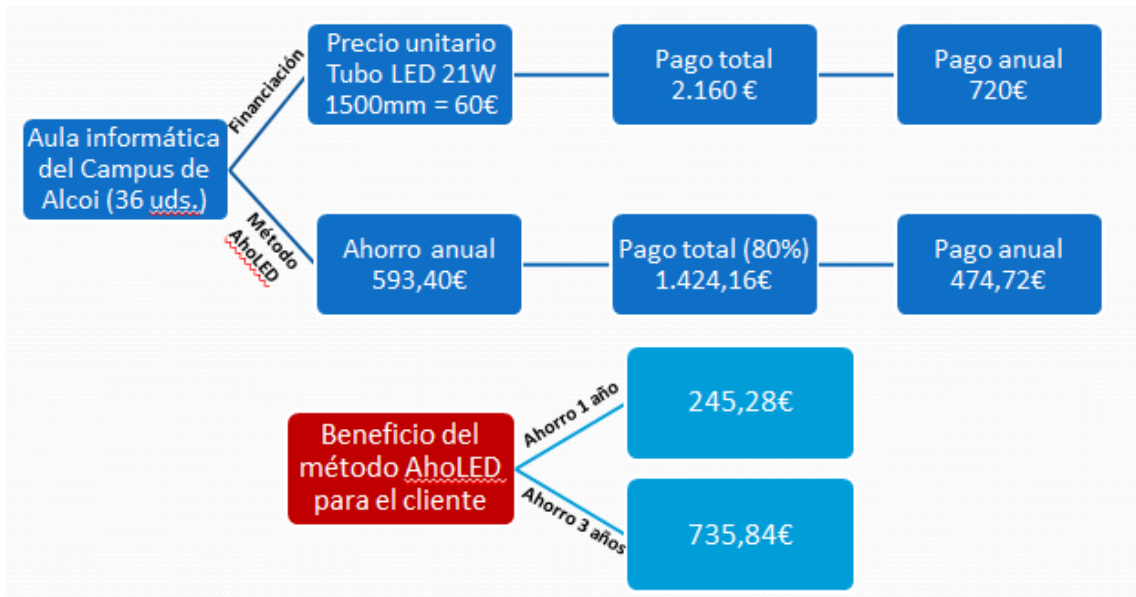 Financiación
Precio unitario
Tubo LED 21W
1500mm = 60€
Pago total
2.160 €
Pago anual
720€
Aula informática
del Campus de
Alcoi (36 uds.)
Método
AhoLED
Ahorro anual
593,40€
Pago total (80%)
1.424,16€
Pago anual
474,72€
Beneficio del
método AhoLED
para el cliente
Ahorro 1 año
245,28€
Ahorro 3 años
735,84€